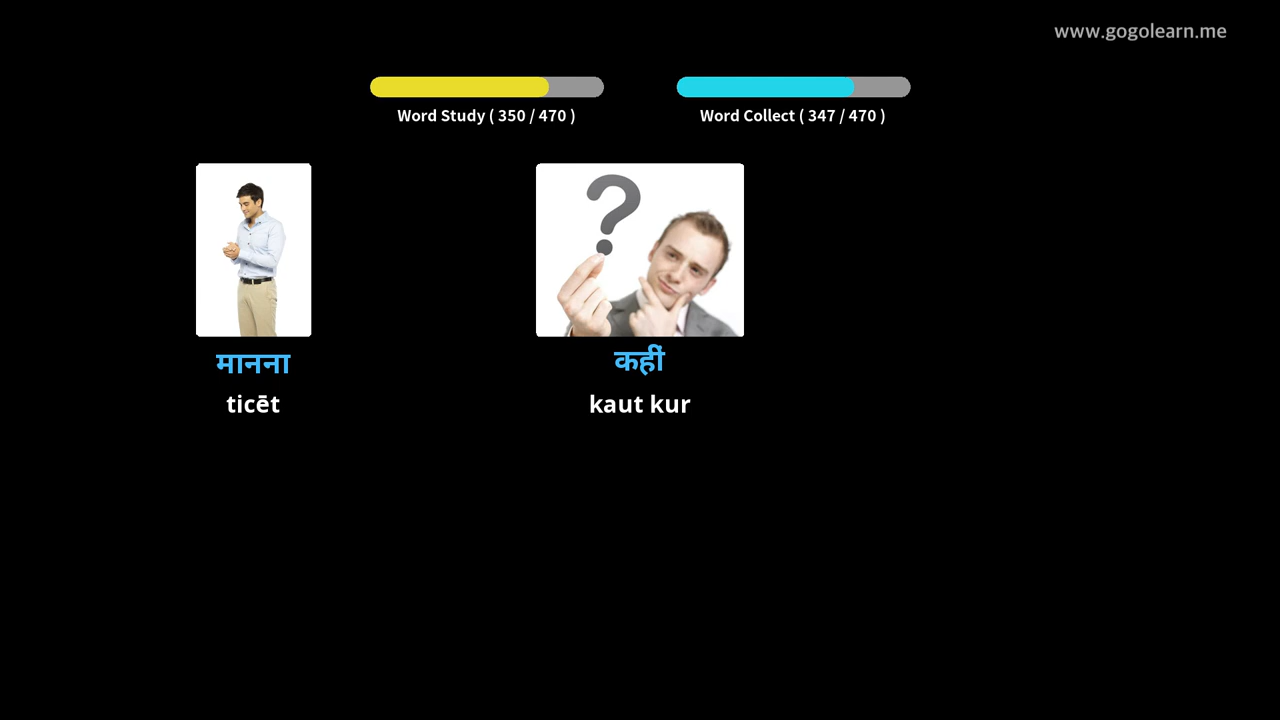 www.gogolearn.me
Word Study ( 350 / 470 )
Word Collect ( 347 / 470 )
मानना
ticēt
कहीं
kaut kur